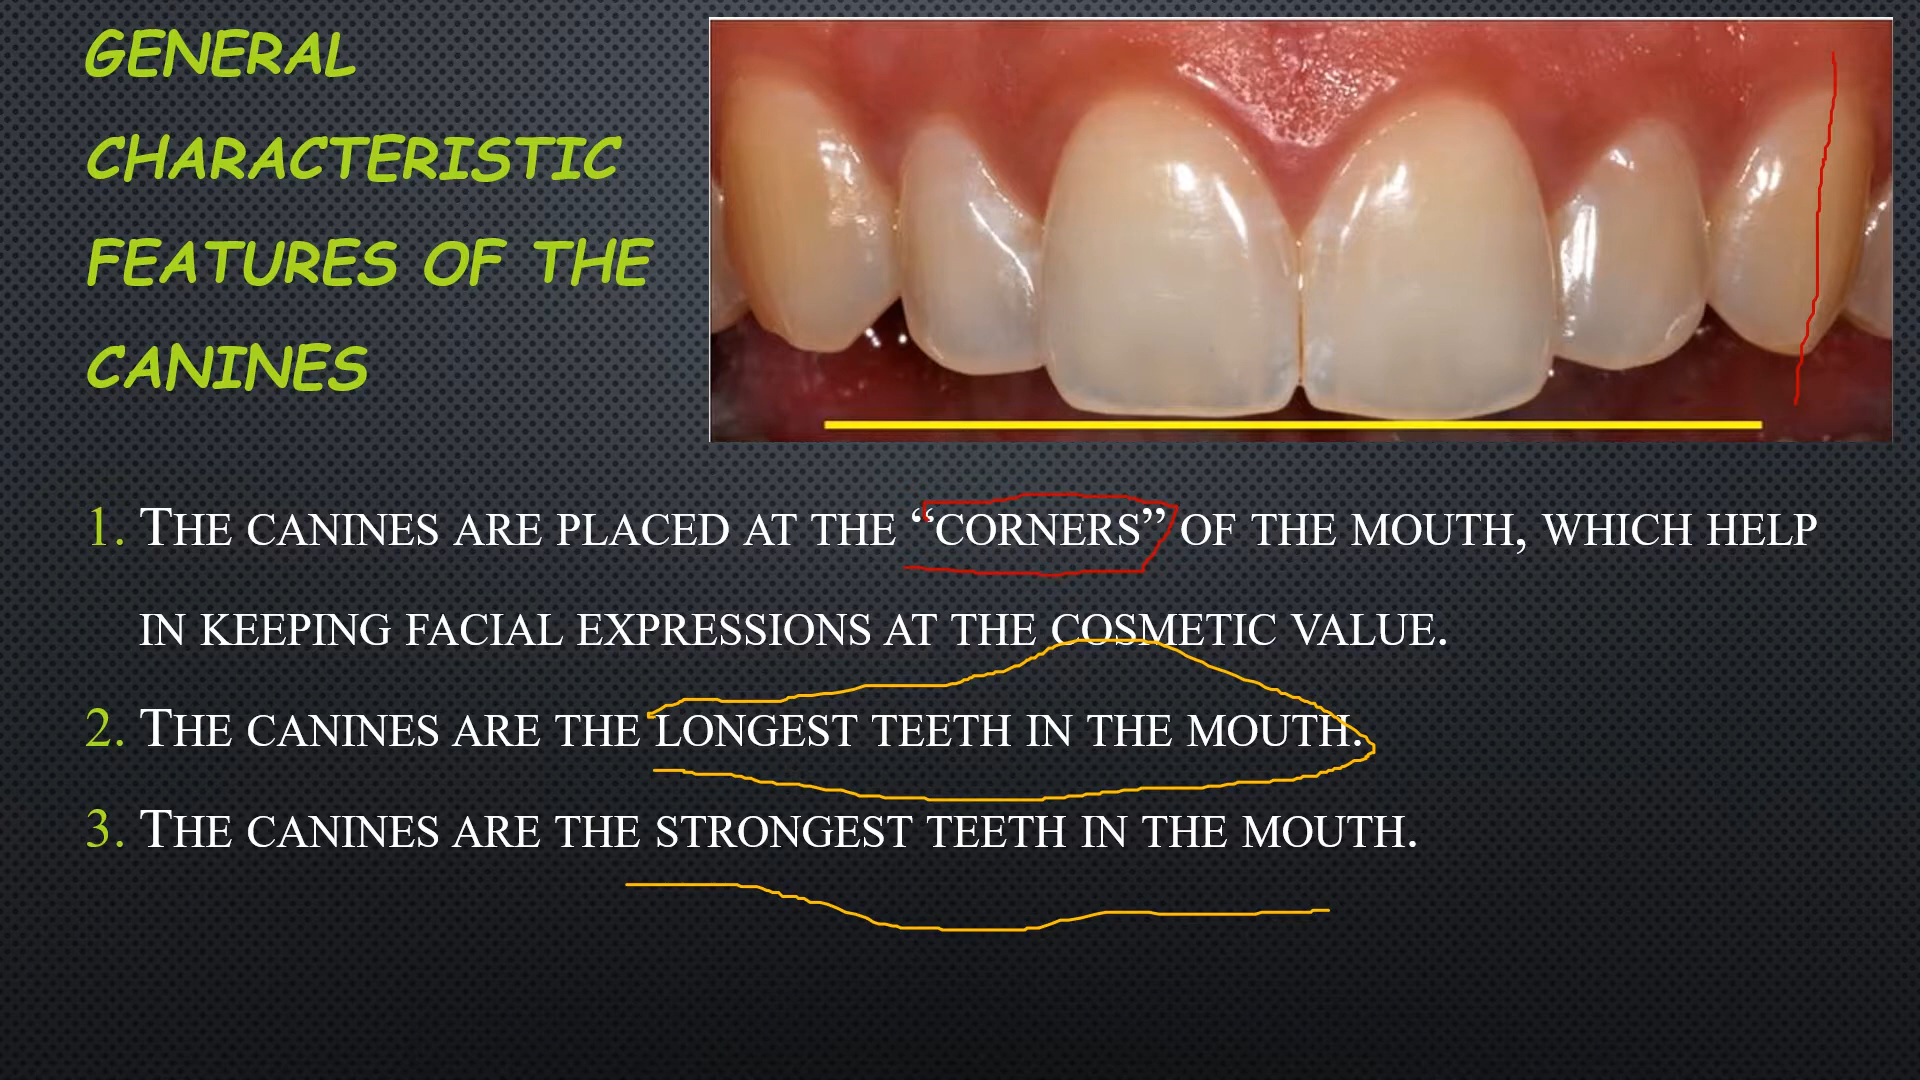 GENERAL
CHARACTERISTIC
FEATURES OF THE
CANINES
1. THE CANINES ARE PLACED AT THE “CORNERS” OF THE MOUTH, WHICH HELP
IN KEEPING FACIAL EXPRESSIONS AT THE COSMETIC VALUE.
2. THE CANINES ARE THE LONGEST TEETH IN THE MOUTH.
3. THE CANINES ARE THE STRONGEST TEETH IN THE MOUTH.